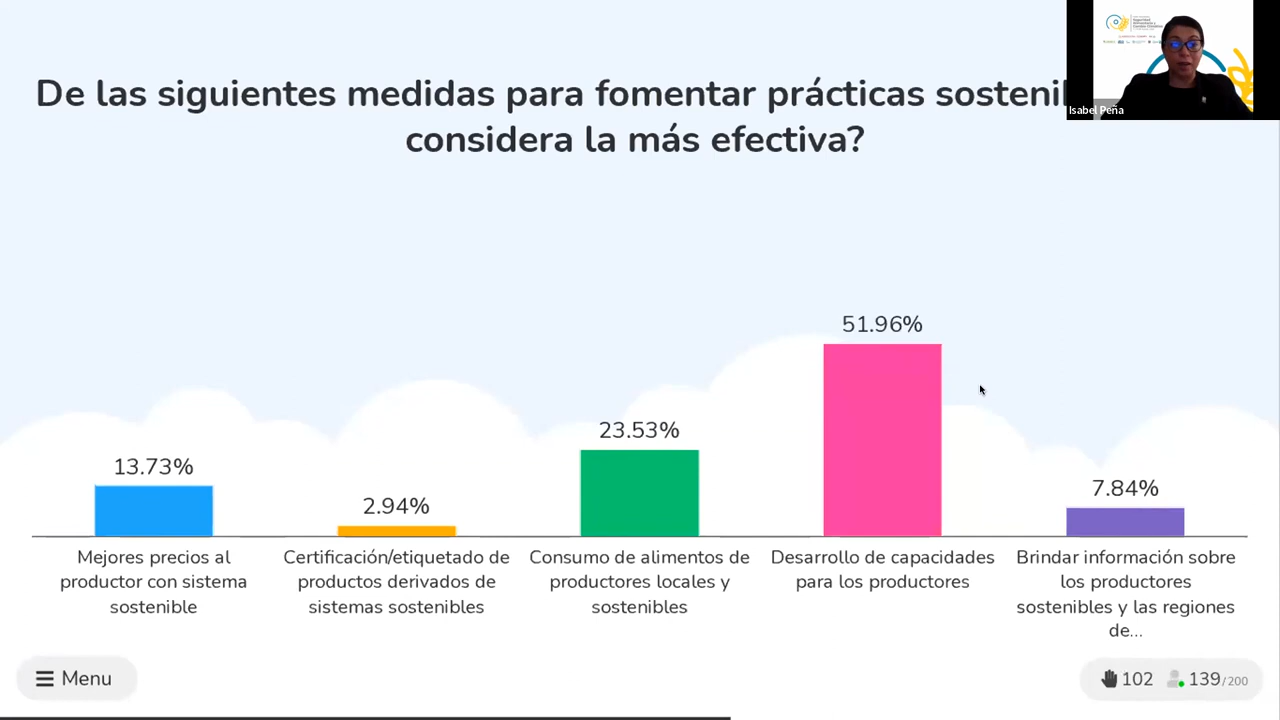 De las siguientes medidas para fomentar prácticas sosteni
considera la más efectiva?
Isabel Peña
51.96%
23.53%
13.73%
7.84%
2.94%
Mejores precios al
productor con sistema
sostenible
Certificación/etiquetado de
productos derivados de
sistemas sostenibles
Consumo de alimentos de
productores locales y
sostenibles
Desarrollo de capacidades
para los productores
Brindar información sobre
los productores
sostenibles y las regiones
de...
Menu
102
139/200